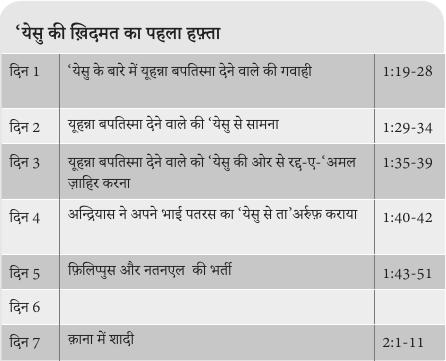 ‘येसु की ख़िदमत का पहला हफ़्ता
दिन 1 ‘येसु के बारे में यूहन्ना बपतिस्मा देने वाले की गवाही 1:19-28
दिन 2 यूहन्ना बपतिस्मा देने वाले की ‘येसु से सामना 1:29-34
दिन 3 यूहन्ना बपतिस्मा देने वाले को ‘येसु की ओर से रद्द-ए-‘अमल 1:35-39
ज़ाहिर करना
दिन 4 अन्द्रियास ने अपने भाई पतरस का ‘येसु से ता‘अर्रुफ़ कराया 1:40-42
दिन 5 फ़िलिप्पुस और नतनएल की भर्ती 1:43-51
दिन 6
दिन 7 क़ाना में शादी 2:1-11